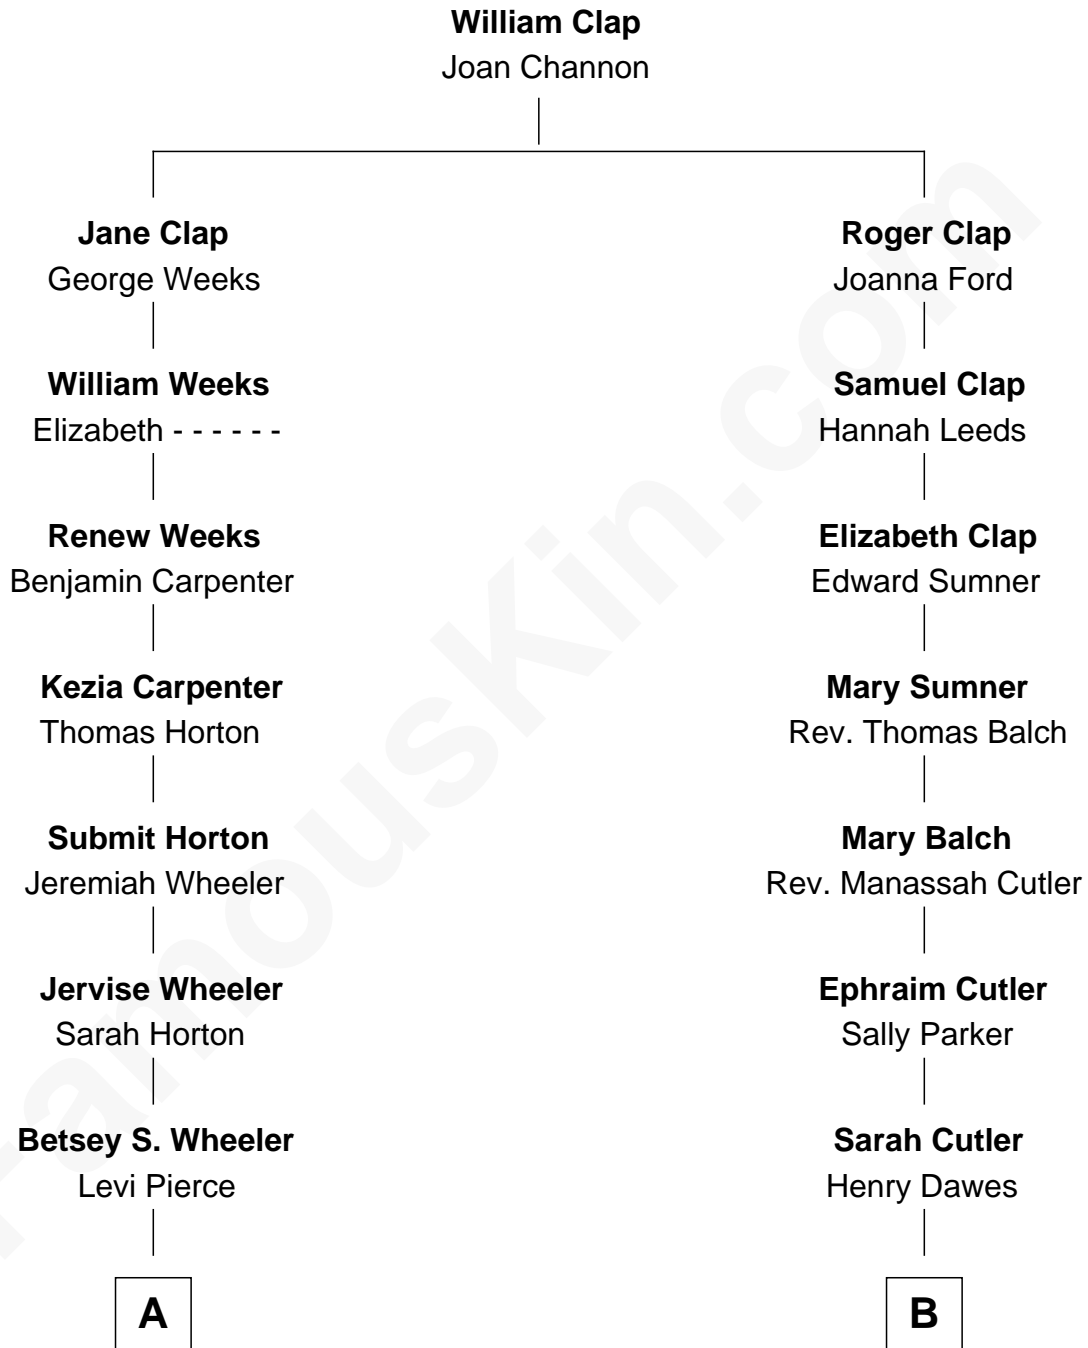 William Clap
Joan Channon
Jane Clap
George Weeks
Roger Clap
Joanna Ford
William Weeks
Elizabeth - - - - - -
Samuel Clap
Hannah Leeds
Renew Weeks
Benjamin Carpenter
Elizabeth Clap
Edward Sumner
Kezia Carpenter
Thomas Horton
Mary Sumner
Rev. Thomas Balch
Submit Horton
Jeremiah Wheeler
Mary Balch
Rev. Manassah Cutler
Jervise Wheeler
Sarah Horton
Ephraim Cutler
Sally Parker
Betsey S. Wheeler
Levi Pierce
Sarah Cutler
Henry Dawes
A
B
FamousKin.com